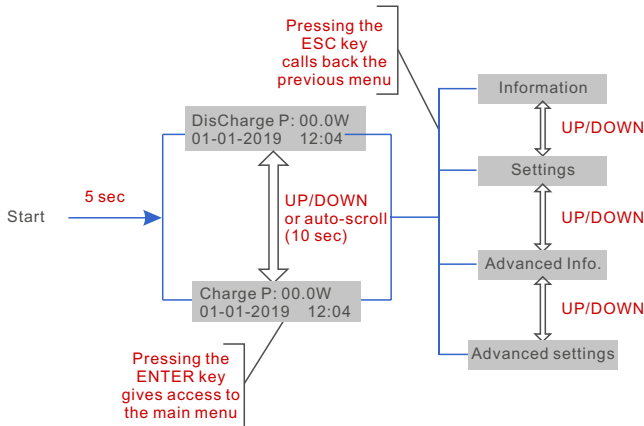 Pressing the
ESC key
calls back the
previous menu
Information
UP/DOWN
Settings
UP/DOWN
Advanced Info.
UP/DOWN
Advanced settings
DisCharge P: 00.0W
01-01-2019 12:04
Start
5 sec
UP/DOWN
or auto-scroll
(10 sec)
Charge P: 00.0W
01-01-2019 12:04
Pressing the
ENTER key
gives access to
the main menu